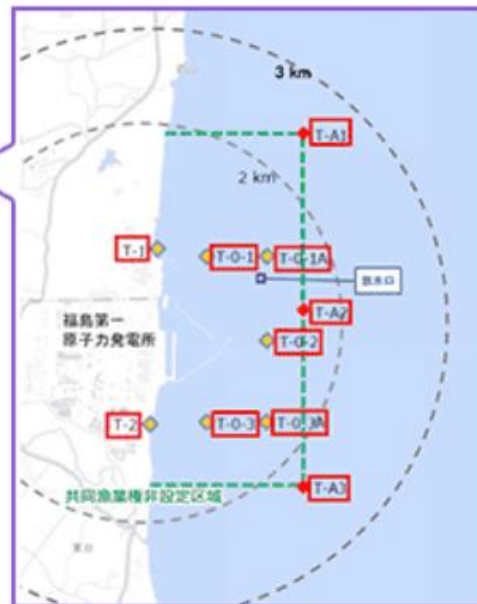 3 km
T-A1
2 km
T-1
T-0-1
T-0-1A
放水口
福島第一
原子力発電所
T-A2
T-0-2
T-2
T-0-3
T-0-3A
共同漁業権非設定区域
T-A3